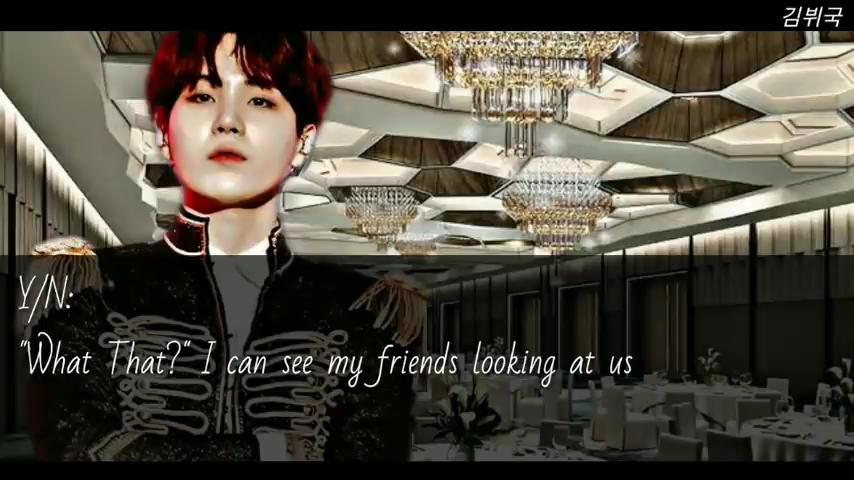 김뷔국
Y/N:
"What That?" I can see my friends looking at us